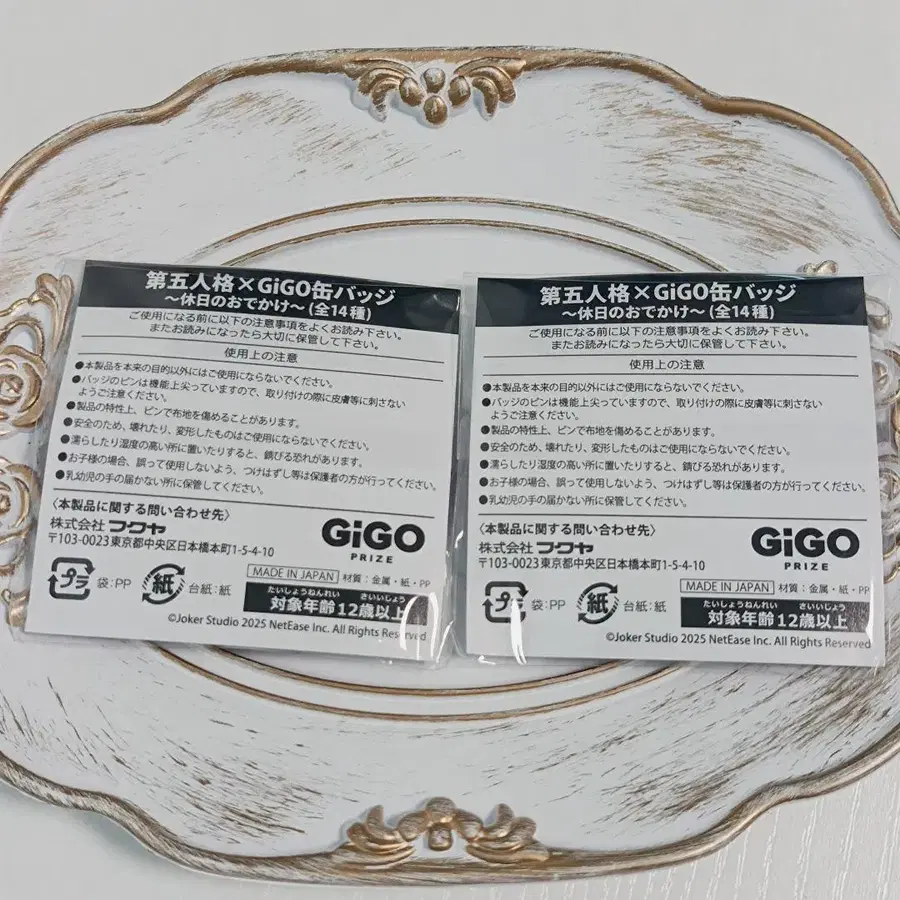 第五人格×GiGO缶バッジ
～休日のおでかけ～(全14種)
ご使用になる前に以下の注意事項をよくお読み下さい。
またお読みになったら大切に保管して下さい。
使用上の注意
●本製品を本来の目的以外にはご使用にならないでください。
●バッジのピンは機能上尖っていますので、取り付けの際に皮膚等に刺さない
ようご注意ください。
●製品の特性上、ピンで布地を傷めることがあります。
●安全のため、壊れたり、変形したものはご使用にならないでください。
●濡らしたり湿度の高い所に置いたりすると、錆びる恐れがあります。
●お子様の場合、誤って使用しないよう、つけはずし等は保護者の方が行ってください。
●乳幼児の手の届かない所に保管してください。
〈本製品に関する問い合わせ先〉
株式会社フクヤ
〒103-0023東京都中央区日本橋本町1-5-4-10
GiGO
PRIZE
プラ 袋:PP 紙 台紙:紙
MADE IN JAPAN 材質:金属・紙・PP
たいしょうねんれい さいいじょう
対象年齢12歳以上
©Joker Studio 2025 NetEase Inc. All Rights Reserved
第五人格×GiGO缶バッジ
～休日のおでかけ～(全14種)
ご使用になる前に以下の注意事項をよくお読み下さい。
またお読みになったら大切に保管して下さい。
使用上の注意
●本製品を本来の目的以外にはご使用にならないでください。
●バッジのピンは機能上尖っていますので、取り付けの際に皮膚等に刺さない
ようご注意ください。
●製品の特性上、ピンで布地を傷めることがあります。
●安全のため、壊れたり、変形したものはご使用にならないでください。
●濡らしたり湿度の高い所に置いたりすると、錆びる恐れがあります。
●お子様の場合、誤って使用しないよう、つけはずし等は保護者の方が行ってください。
●乳幼児の手の届かない所に保管してください。
〈本製品に関する問い合わせ先〉
株式会社フクヤ
〒103-0023東京都中央区日本橋本町1-5-4-10
GiGO
PRIZE
プラ 袋:PP 紙 台紙:紙
MADE IN JAPAN 材質:金属・紙・PP
たいしょうねんれい さいいじょう
対象年齢12歳以上
©Joker Studio 2025 NetEase Inc. All Rights Reserved